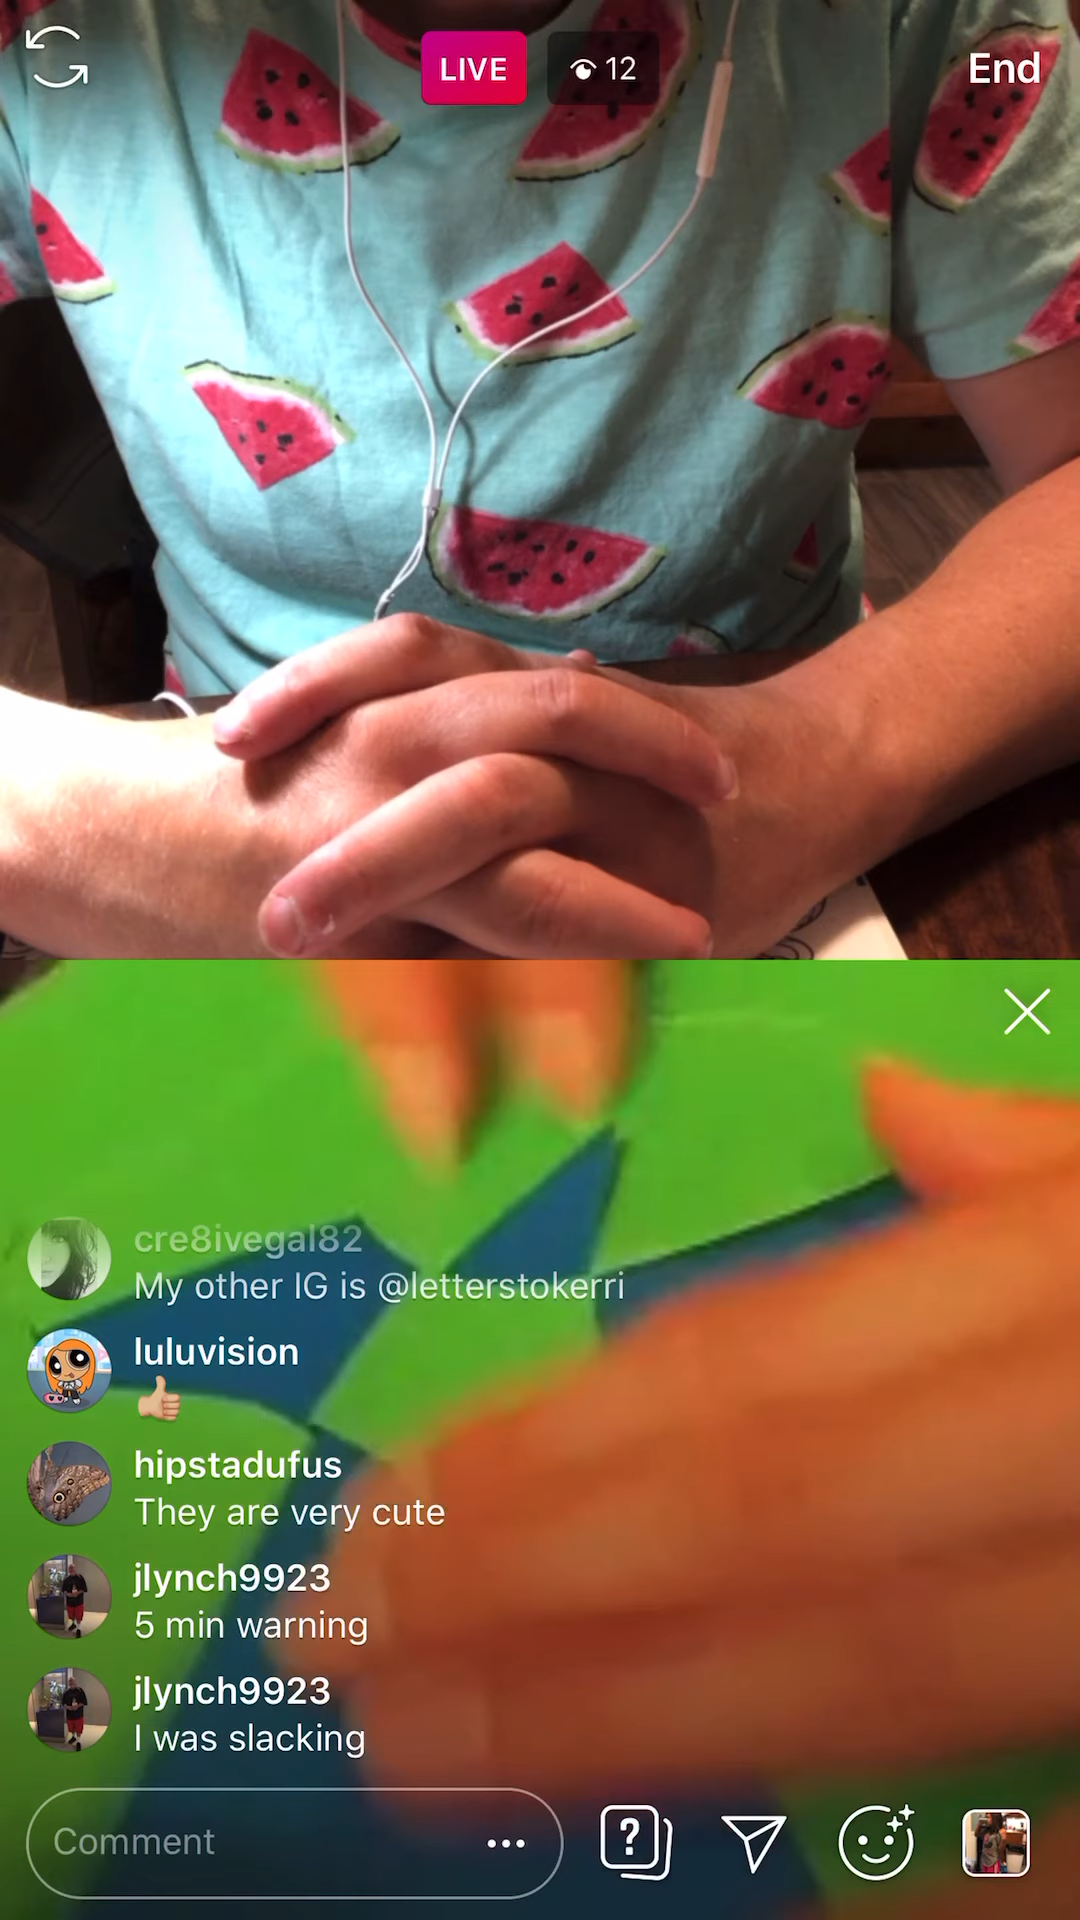 LIVE
12
End
cre8ivegal82
My other IG is @letterstokerri
luluvision
👍🏼
hipstadufus
They are very cute
jlynch9923
5 min warning
jlynch9923
I was slacking
Comment
?